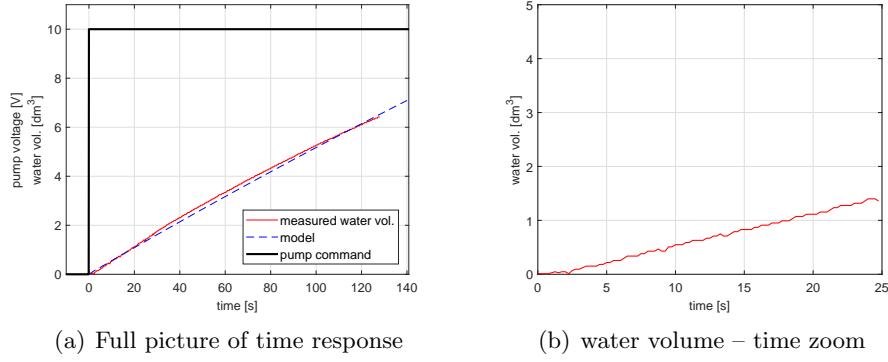 pump voltage [V]
water vol. [dm³]
10
8
6
4
2
0
0 20 40 60 80 100 120 140
time [s]
measured water vol.
model
pump command
(a) Full picture of time response
water vol. [dm³]
5
4
3
2
1
0
0 5 10 15 20 25
time [s]
(b) water volume – time zoom